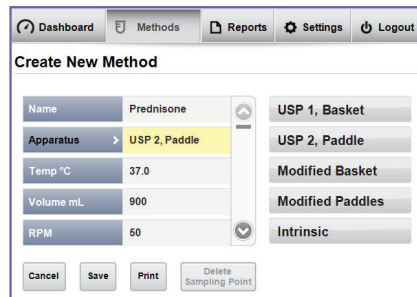 Dashboard Methods Reports Settings Logout
Create New Method
Name Prednisone
Apparatus USP 2, Paddle
Temp °C 37.0
Volume mL 900
RPM 50
USP 1, Basket
USP 2, Paddle
Modified Basket
Modified Paddles
Intrinsic
Cancel Save Print Delete
Sampling Point